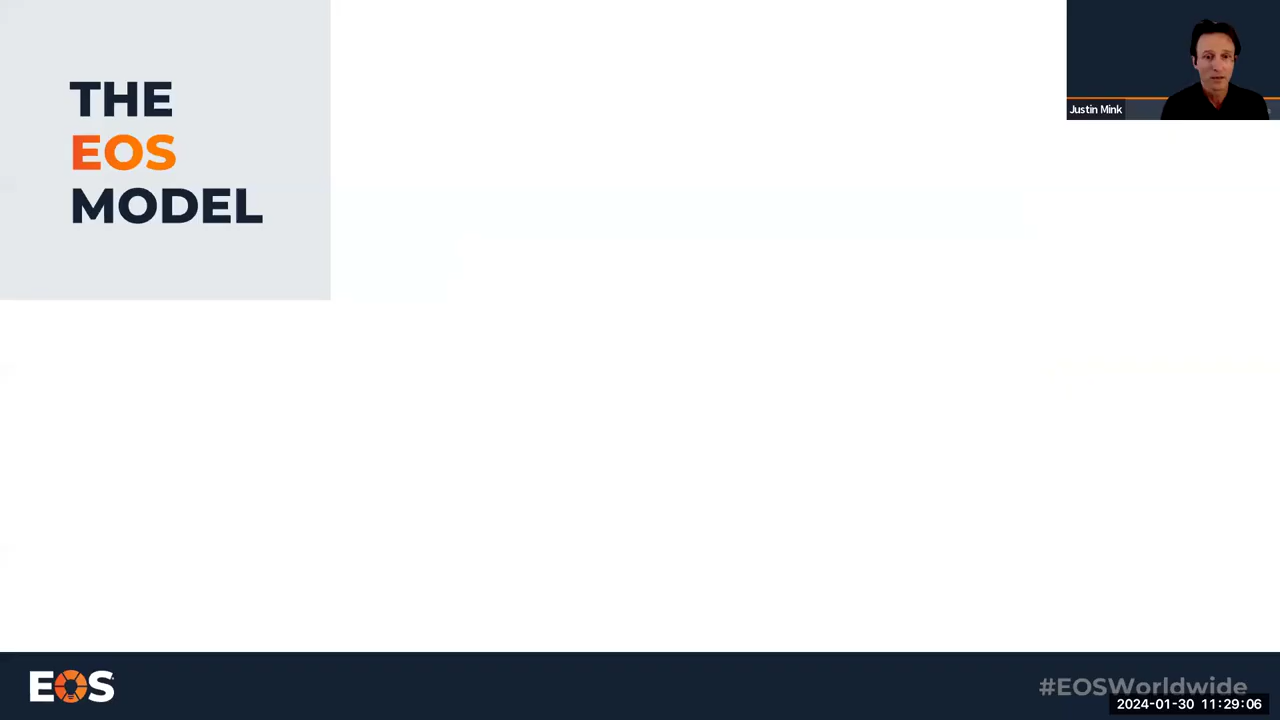 THE
EOS
MODEL
Justin Mink
EOS
#EOSWorldwide
2024-01-30 11:29:06